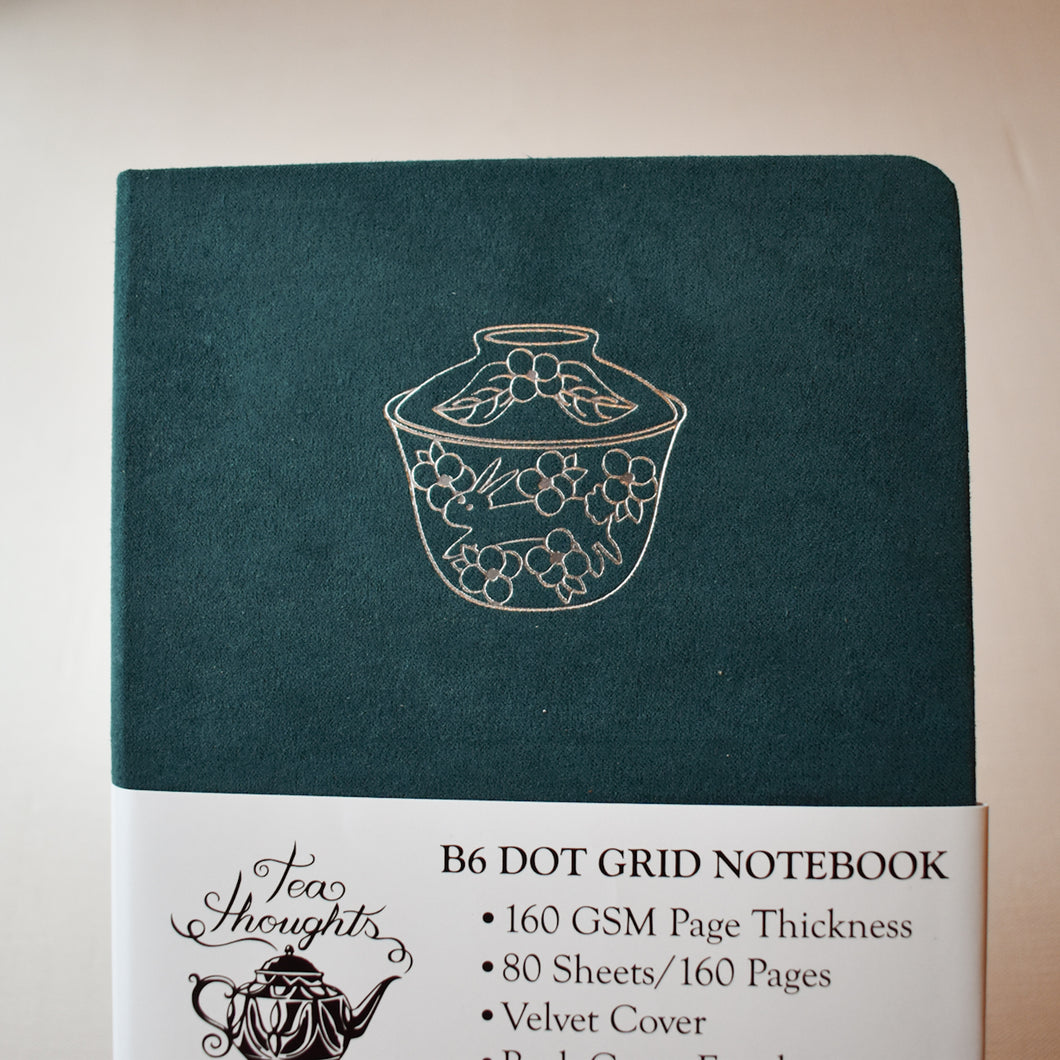 Tea
Thoughts
B6 DOT GRID NOTEBOOK
• 160 GSM Page Thickness
• 80 Sheets/160 Pages
• Velvet Cover